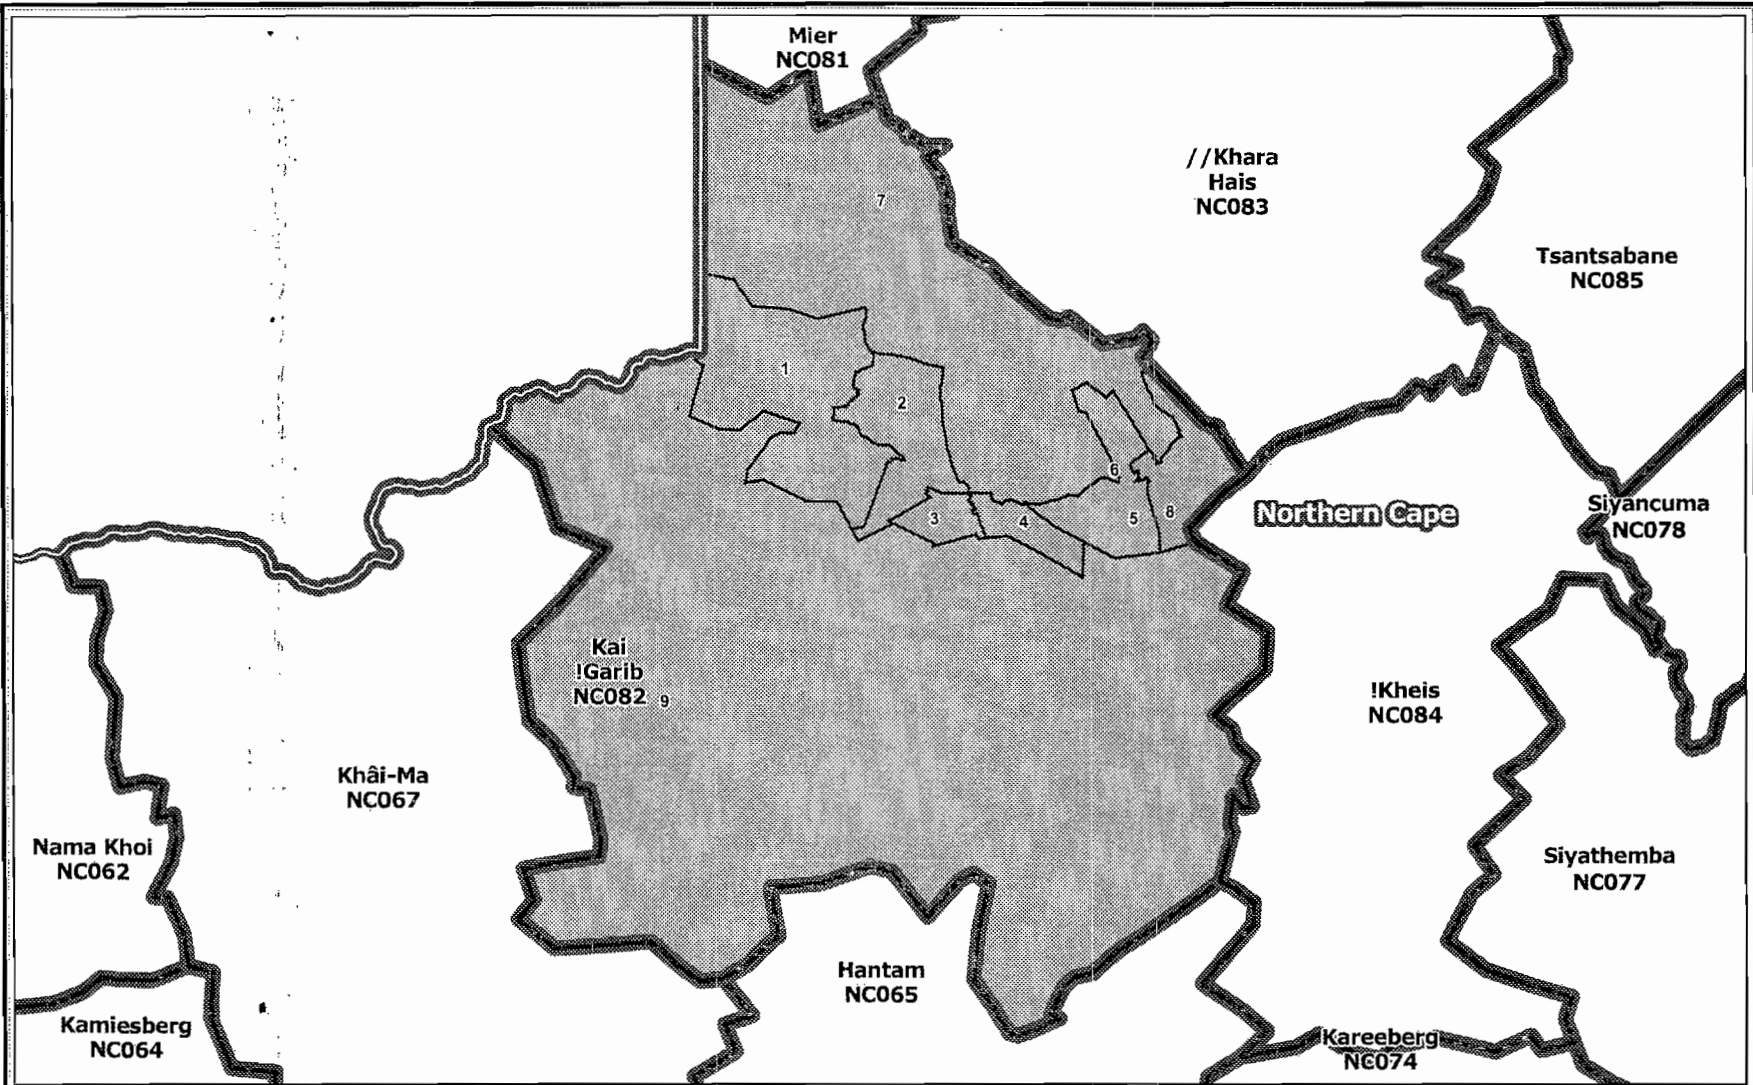 Mier
NC081
//Khara
Hais
NC083
7
Tsantsabane
NC085
1
2
6
3
4
5
8
Northern Cape
Siyancuma
NC078
Kai
!Garib
NC082
9
!Kheis
NC084
Khâi-Ma
NC067
Nama Khoi
NC062
Siyathemba
NC077
Hantam
NC065
Kamiesberg
NC064
Kareeberg
NC074